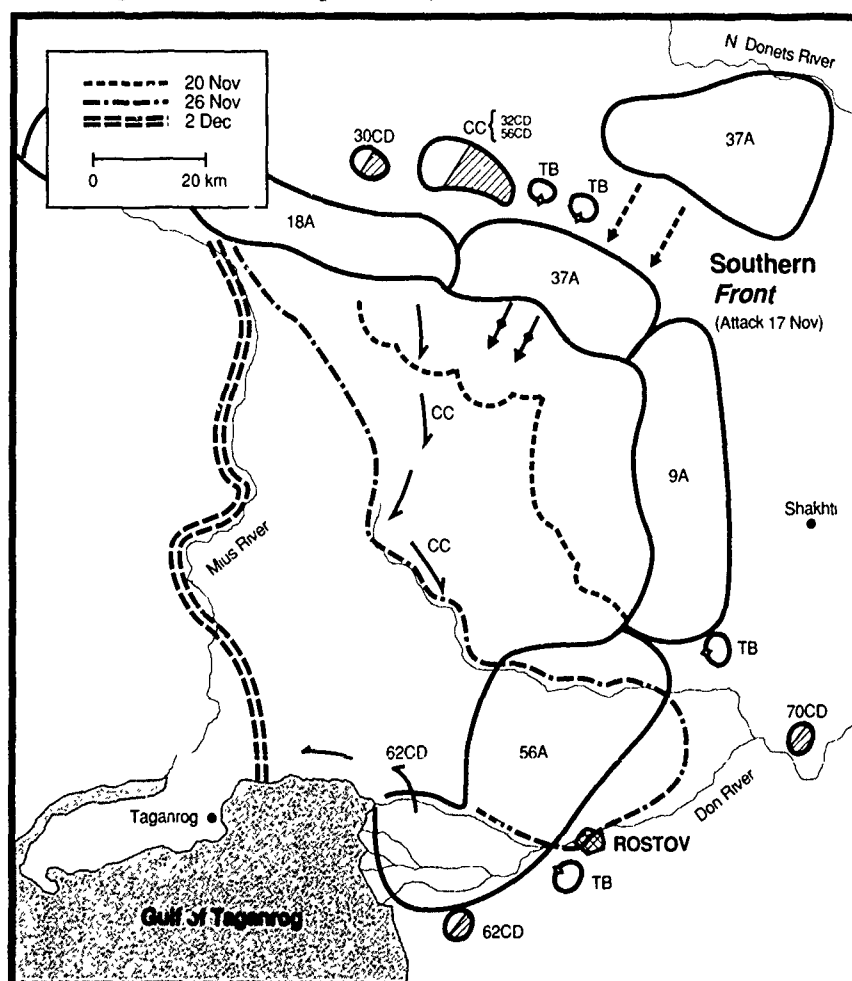 N Donets River
20 Nov
26 Nov
2 Dec
0 20 km
30CD
CC { 32CD
56CD
TB
TB
37A
18A
37A
Southern
Front
(Attack 17 Nov)
CC
9A
Shakhti
Mius River
CC
TB
70CD
62CD
56A
Don River
Taganrog
ROSTOV
TB
Gulf of Taganrog
62CD